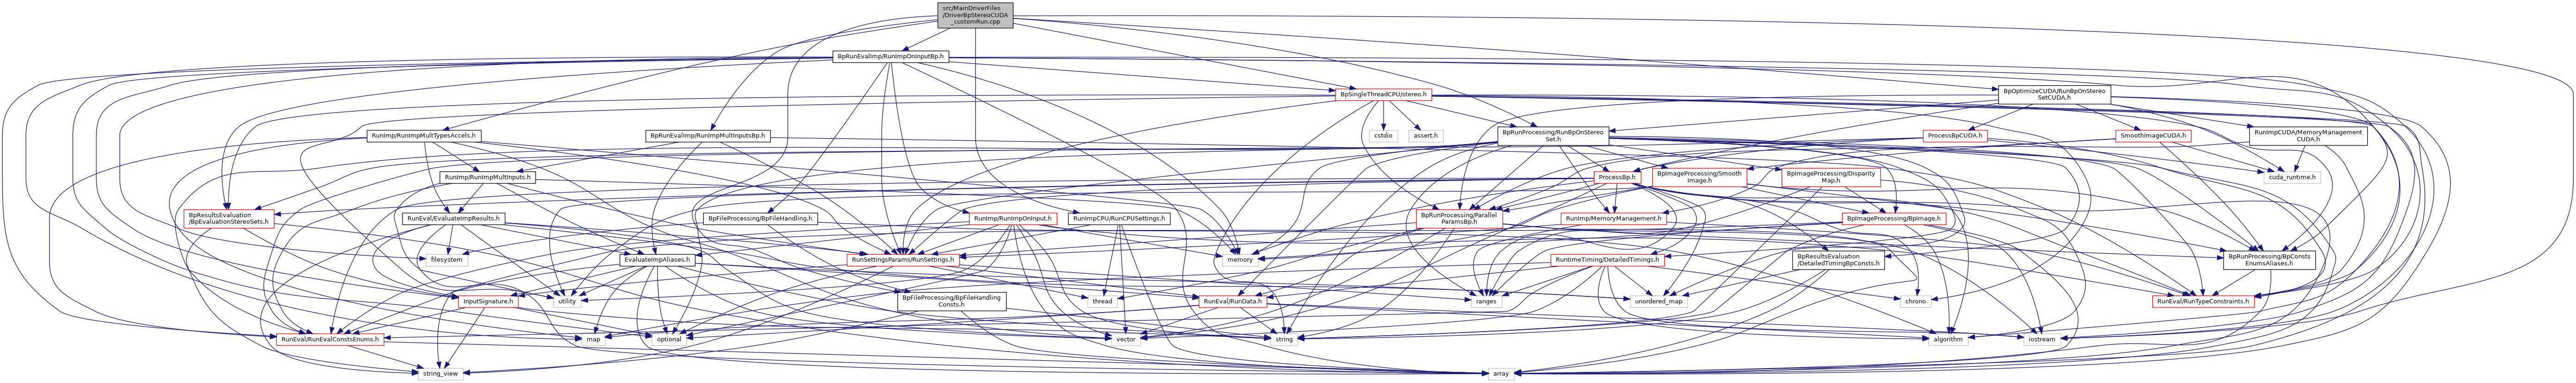 src/MainDriverFiles
/DriverBpStereoCUDA
_customRun.cpp
BpRunEvalImp/RunImpOnInputBp.h
BpSingleThreadCPU/stereo.h
BpOptimizeCUDA/RunBpOnStereo
SetCUDA.h
RunImp/RunImpMultTypesAccels.h
BpRunEvalImp/RunImpMultInputsBp.h
cstdio
assert.h
BpRunProcessing/RunBpOnStereo
Set.h
ProcessBpCUDA.h
SmoothImageCUDA.h
RunImpCUDA/MemoryManagement
CUDA.h
RunImp/RunImpMultInputs.h
ProcessBp.h
BpImageProcessing/Smooth
Image.h
BpImageProcessing/Disparity
Map.h
cuda_runtime.h
BpResultsEvaluation
/BpEvaluationStereoSets.h
RunEval/EvaluateImpResults.h
BpFileProcessing/BpFileHandling.h
RunImp/RunImpOnInput.h
RunImpCPU/RunCPUSettings.h
BpRunProcessing/Parallel
ParamsBp.h
RunImp/MemoryManagement.h
BpImageProcessing/BpImage.h
filesystem
EvaluateImpAliases.h
RunSettingsParams/RunSettings.h
memory
RuntimeTiming/DetailedTimings.h
BpResultsEvaluation
/DetailedTimingBpConsts.h
BpRunProcessing/BpConsts
EnumsAliases.h
InputSignature.h
utility
BpFileProcessing/BpFileHandling
Consts.h
thread
RunEval/RunData.h
ranges
unordered_map
chrono
RunEval/RunTypeConstraints.h
RunEval/RunEvalConstsEnums.h
map
optional
vector
string
algorithm
iostream
string_view
array